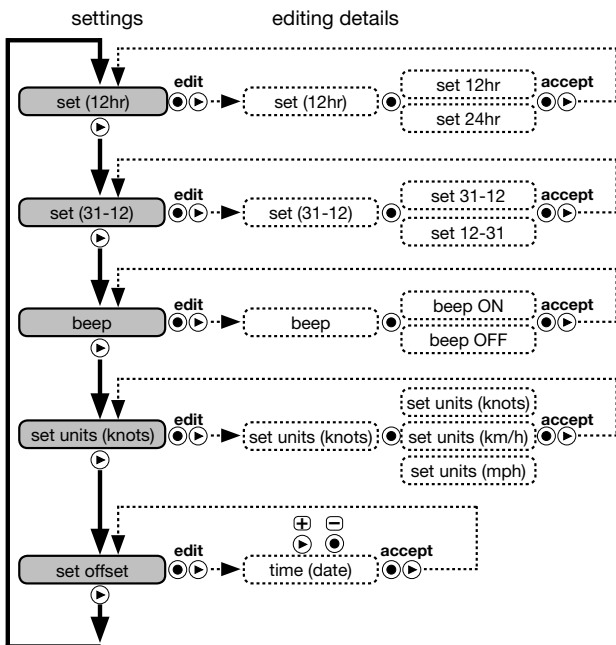 settings
editing details
edit
accept
set (12hr)
set (12hr)
set 12hr
set 24hr
edit
accept
set (31-12)
set (31-12)
set 31-12
set 12-31
edit
accept
beep
beep
beep ON
beep OFF
edit
accept
set units (knots)
set units (knots)
set units (knots)
set units (km/h)
set units (mph)
+ −
edit
accept
set offset
time (date)